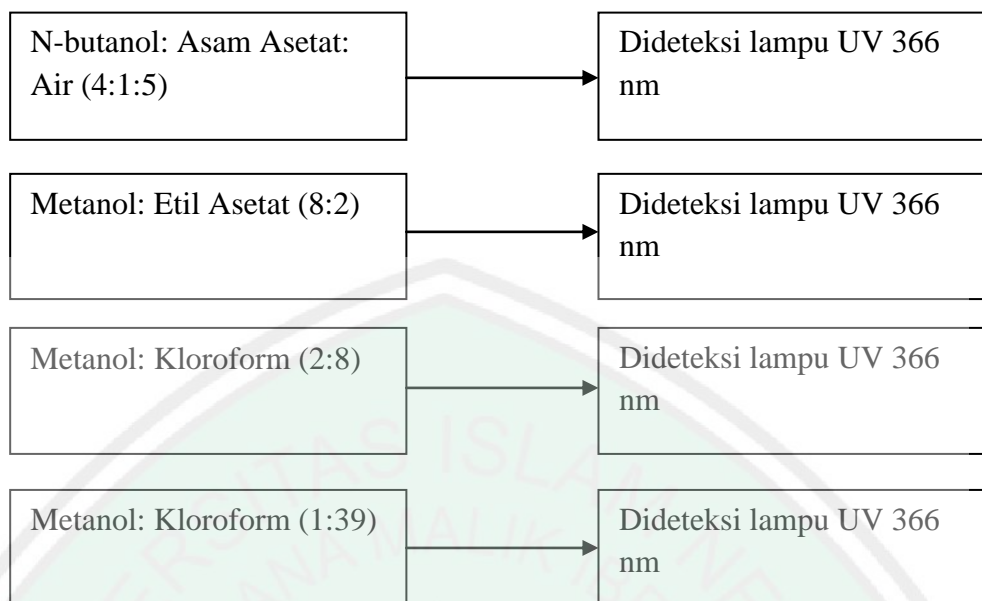 N-butanol: Asam Asetat:
Air (4:1:5)
Dideteksi lampu UV 366
nm
Metanol: Etil Asetat (8:2)
Dideteksi lampu UV 366
nm
Metanol: Kloroform (2:8)
Dideteksi lampu UV 366
nm
Metanol: Kloroform (1:39)
Dideteksi lampu UV 366
nm